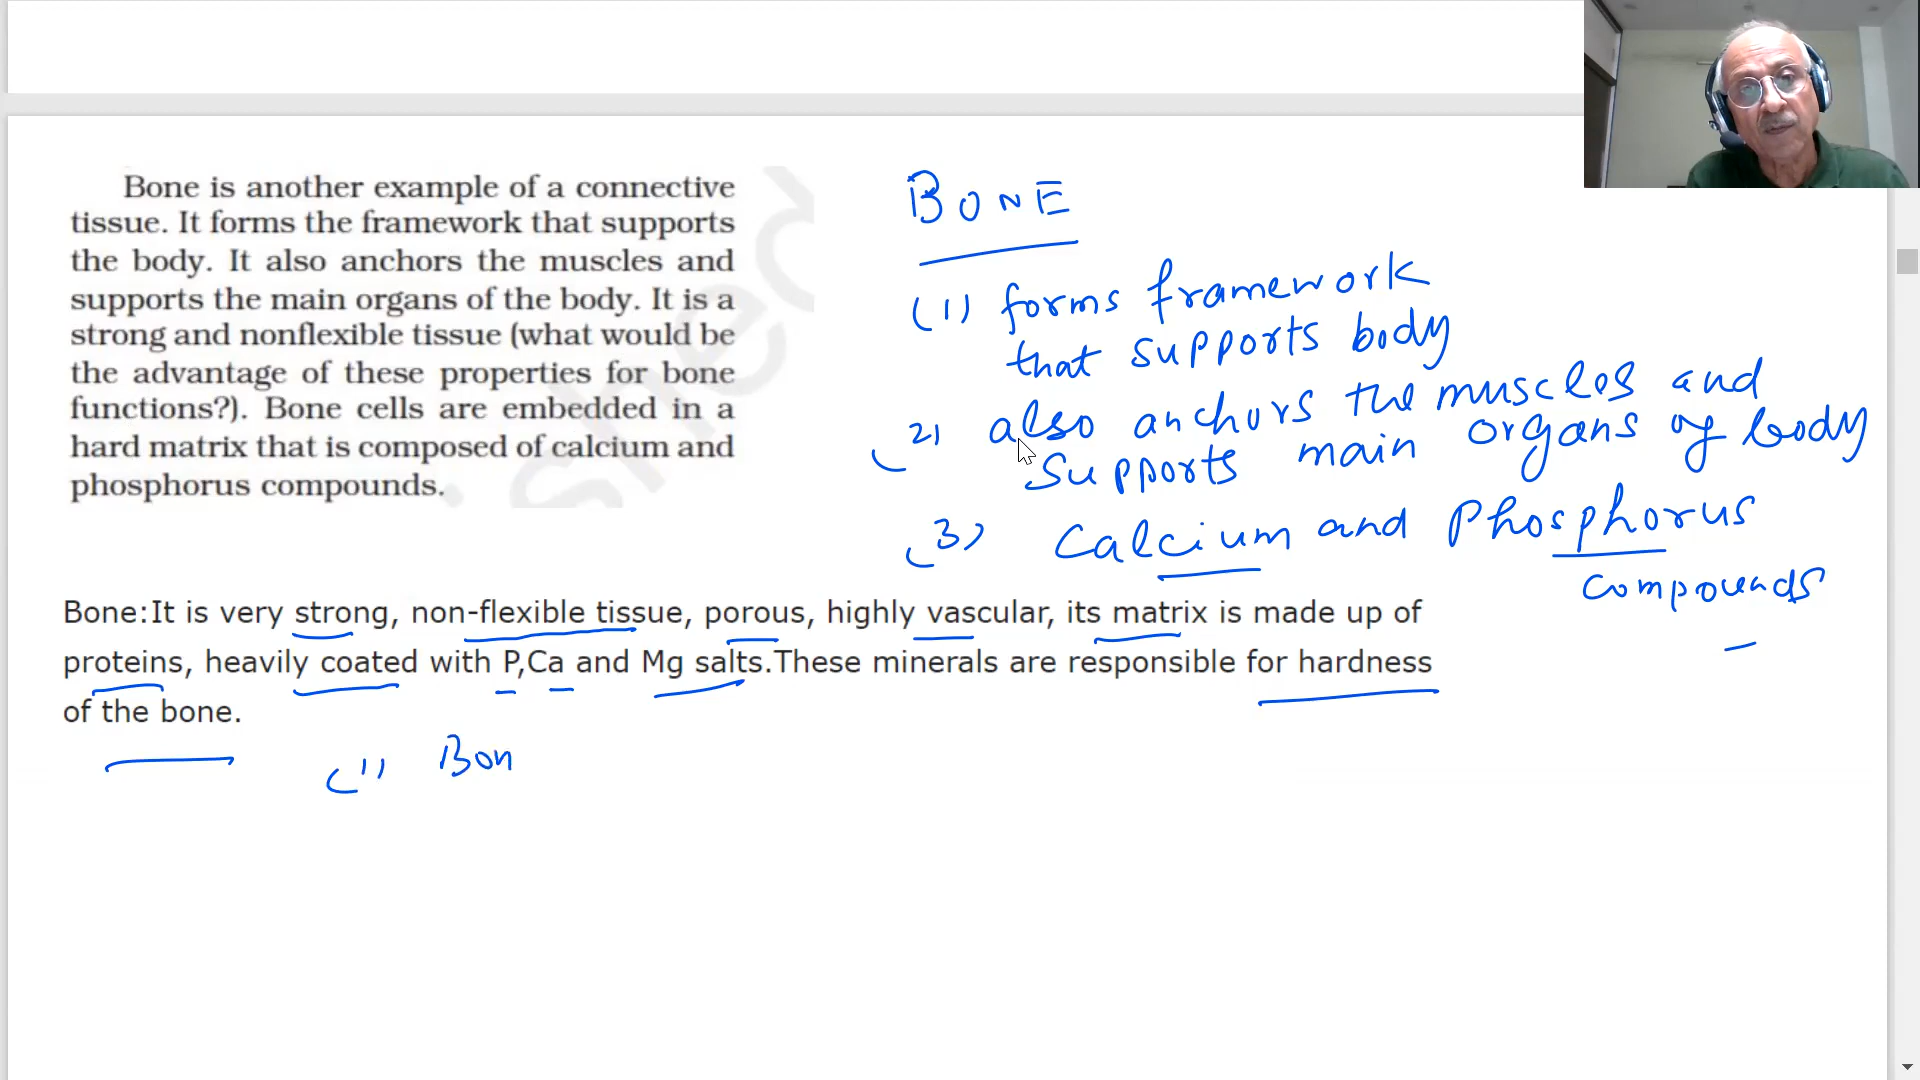 Bone is another example of a connective
tissue. It forms the framework that supports
the body. It also anchors the muscles and
supports the main organs of the body. It is a
strong and nonflexible tissue (what would be
the advantage of these properties for bone
functions?). Bone cells are embedded in a
hard matrix that is composed of calcium and
phosphorus compounds.
BONE
(1) forms framework
that supports body
(2) also anchors the muscles and
supports main organs of body
(3) Calcium and Phosphorus
compounds
Bone:It is very strong, non-flexible tissue, porous, highly vascular, its matrix is made up of
proteins, heavily coated with P,Ca and Mg salts.These minerals are responsible for hardness
of the bone.
(1) Bon